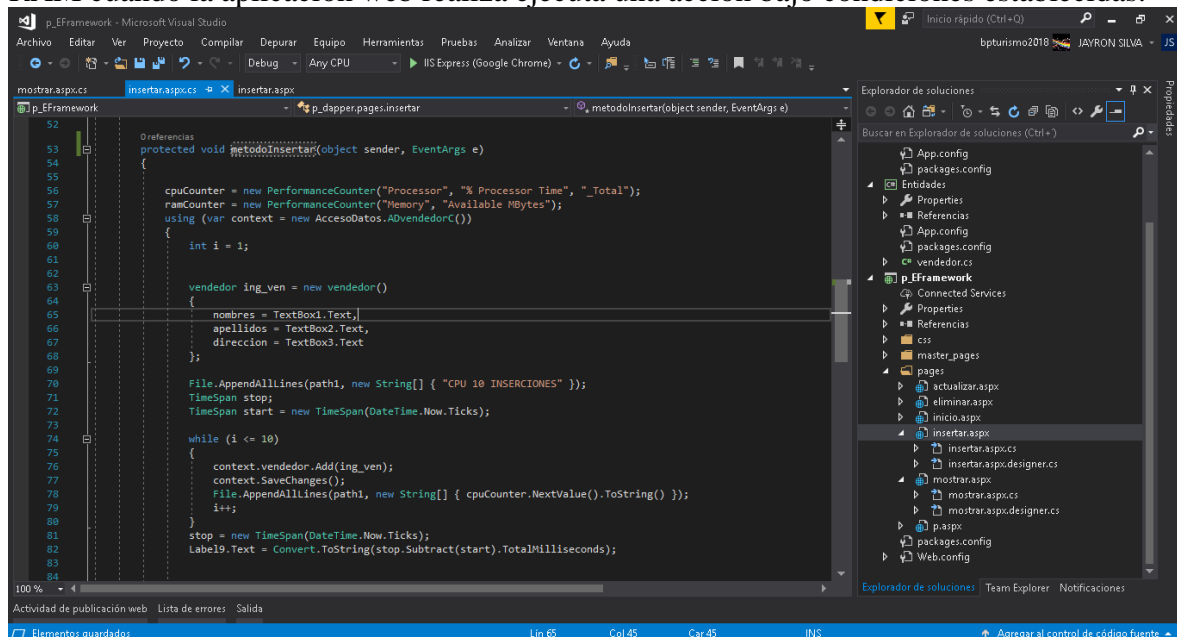 RAM cuando la aplicación web realiza ejecuta una acción bajo condiciones establecidas.
p_EFramework - Microsoft Visual Studio
Inicio rápido (Ctrl+Q)
Archivo Editar Ver Proyecto Compilar Depurar Equipo Herramientas Pruebas Analizar Ventana Ayuda
bpturismo2018 JAYRON SILVA JS
Debug Any CPU IIS Express (Google Chrome)
mostrar.aspx.cs insertar.aspx.cs insertar.aspx
p_EFramework p_dapper.pages.insertar metodoInsertar(object sender, EventArgs e)
52
0 referencias
53 protected void metodoInsertar(object sender, EventArgs e)
54 {
55
56 cpuCounter = new PerformanceCounter("Processor", "% Processor Time", "_Total");
57 ramCounter = new PerformanceCounter("Memory", "Available MBytes");
58 using (var context = new AccesoDatos.ADvendedorC())
59 {
60 int i = 1;
61
62
63 vendedor ing_ven = new vendedor()
64 {
65 nombres = TextBox1.Text,
66 apellidos = TextBox2.Text,
67 direccion = TextBox3.Text
68 };
69
70 File.AppendAllLines(path1, new String[] { "CPU 10 INSERCIONES" });
71 TimeSpan stop;
72 TimeSpan start = new TimeSpan(DateTime.Now.Ticks);
73
74 while (i <= 10)
75 {
76 context.vendedor.Add(ing_ven);
77 context.SaveChanges();
78 File.AppendAllLines(path1, new String[] { cpuCounter.NextValue().ToString() });
79 i++;
80 }
81 stop = new TimeSpan(DateTime.Now.Ticks);
82 Label9.Text = Convert.ToString(stop.Subtract(start).TotalMilliseconds);
83
84
100 %
Explorador de soluciones
Buscar en Explorador de soluciones (Ctrl+´)
App.config
packages.config
Entidades
Properties
Referencias
App.config
packages.config
vendedor.cs
p_EFramework
Connected Services
Properties
Referencias
css
master_pages
pages
actualizar.aspx
eliminar.aspx
inicio.aspx
insertar.aspx
insertar.aspx.cs
insertar.aspx.designer.cs
mostrar.aspx
mostrar.aspx.cs
mostrar.aspx.designer.cs
p.aspx
packages.config
Web.config
Explorador de soluciones Team Explorer Notificaciones
Propiedades
Actividad de publicación web Lista de errores Salida
Elementos guardados Lín 65 Col 45 Car 45 INS Agregar al control de código fuente